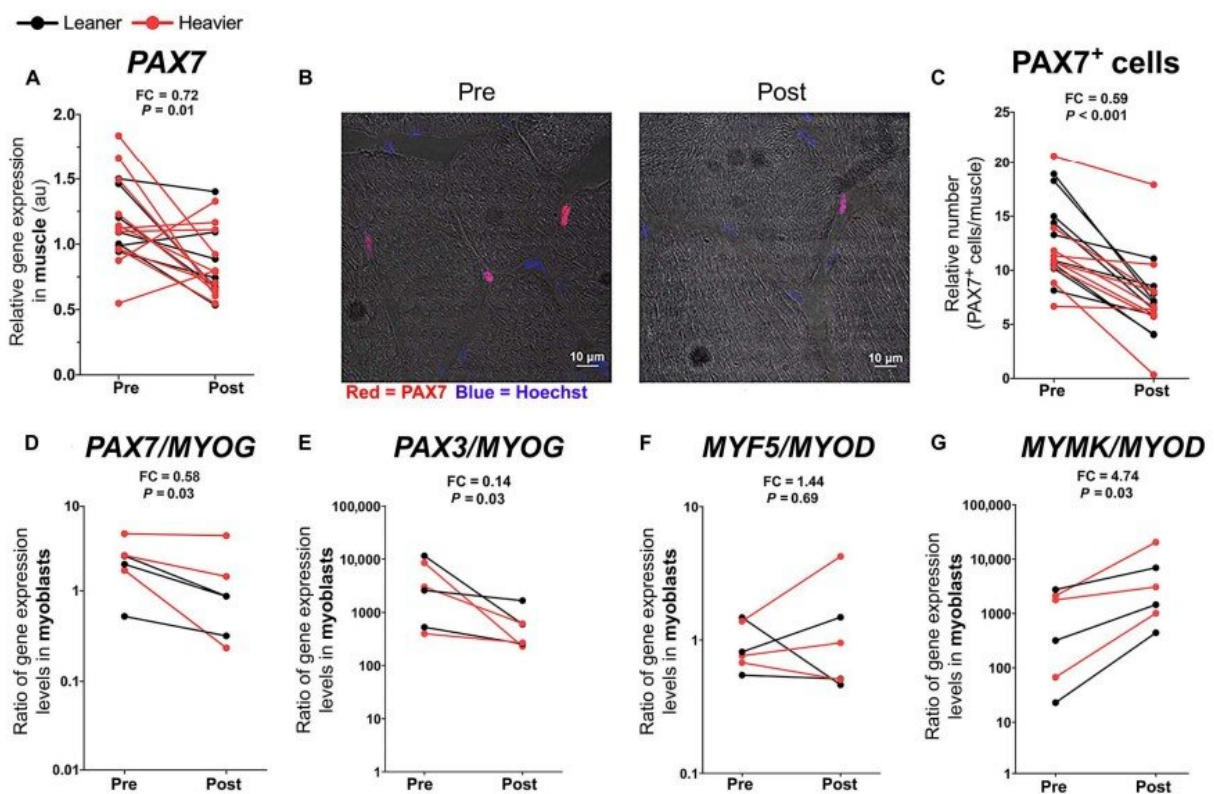 Leaner Heavier
A PAX7
FC = 0.72
P = 0.01
Relative gene expression
in muscle (au)
2.0
1.5
1.0
0.5
0.0
Pre Post
B
Pre Post
10 µm
10 µm
Red = PAX7 Blue = Hoechst
C PAX7+ cells
FC = 0.59
P < 0.001
Relative number
(PAX7+ cells/muscle)
25
20
15
10
5
0
Pre Post
D PAX7/MYOG
FC = 0.58
P = 0.03
Ratio of gene expression
levels in myoblasts
10
1
0.1
0.01
Pre Post
E PAX3/MYOG
FC = 0.14
P = 0.03
Ratio of gene expression
levels in myoblasts
100,000
10,000
1000
100
10
1
Pre Post
F MYF5/MYOD
FC = 1.44
P = 0.69
Ratio of gene expression
levels in myoblasts
10
1
0.1
Pre Post
G MYMK/MYOD
FC = 4.74
P = 0.03
Ratio of gene expression
levels in myoblasts
100,000
10,000
1000
100
10
1
Pre Post